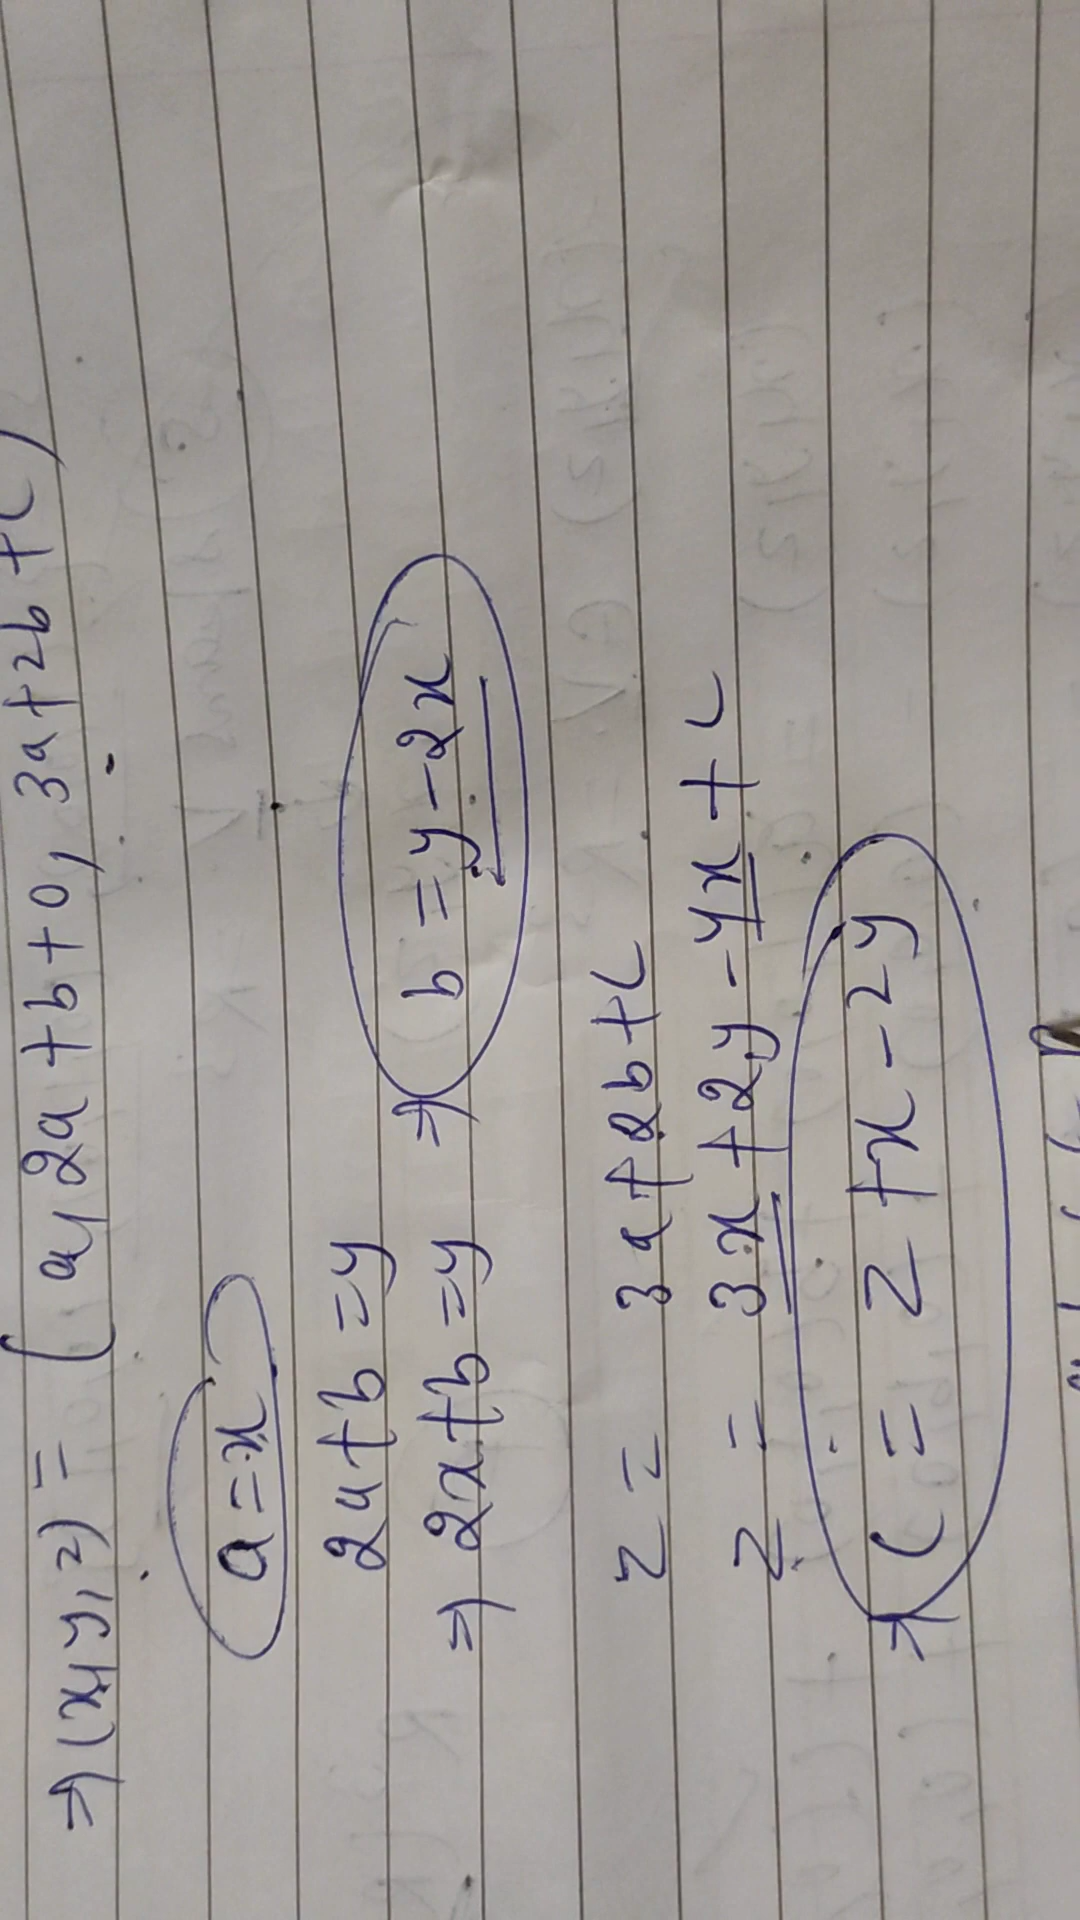 ⇒ (x, y, z) = (a, 2a+b+0, 3a+2b+c)
a = x
2a+b = y
⇒ 2x+b = y ⇒ b = y-2x
z = 3a+2b+c
z = 3x+2y-4x+c
⇒ c = z+x-2y